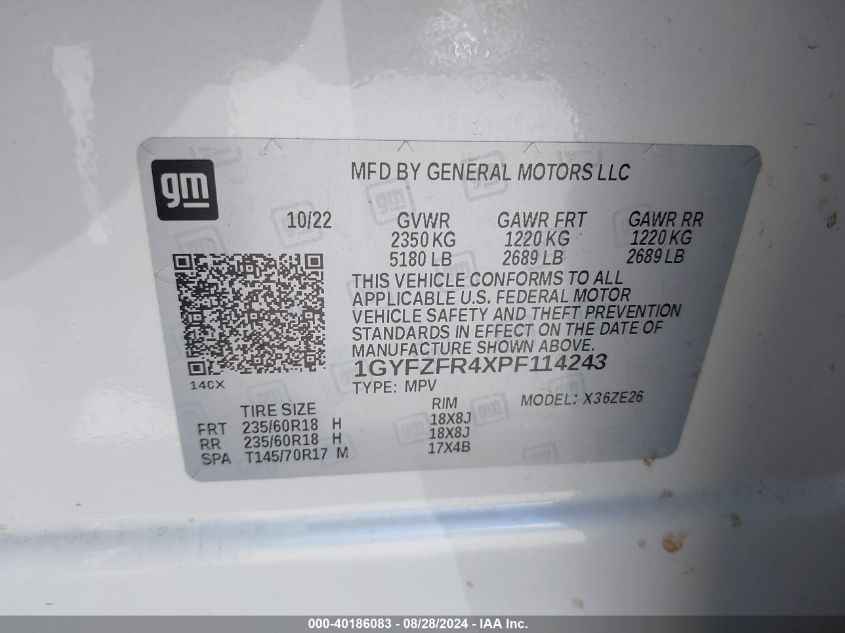 gm
MFD BY GENERAL MOTORS LLC
10/22 GVWR GAWR FRT GAWR RR
2350 KG 1220 KG 1220 KG
5180 LB 2689 LB 2689 LB
THIS VEHICLE CONFORMS TO ALL
APPLICABLE U.S. FEDERAL MOTOR
VEHICLE SAFETY AND THEFT PREVENTION
STANDARDS IN EFFECT ON THE DATE OF
MANUFACTURE SHOWN ABOVE.
1GYFZFR4XPF114243
14CX
TYPE: MPV
MODEL: X36ZE26
TIRE SIZE RIM
FRT 235/60R18 H 18X8J
RR 235/60R18 H 18X8J
SPA T145/70R17 M 17X4B
000-40186083 - 08/28/2024 - IAA Inc.